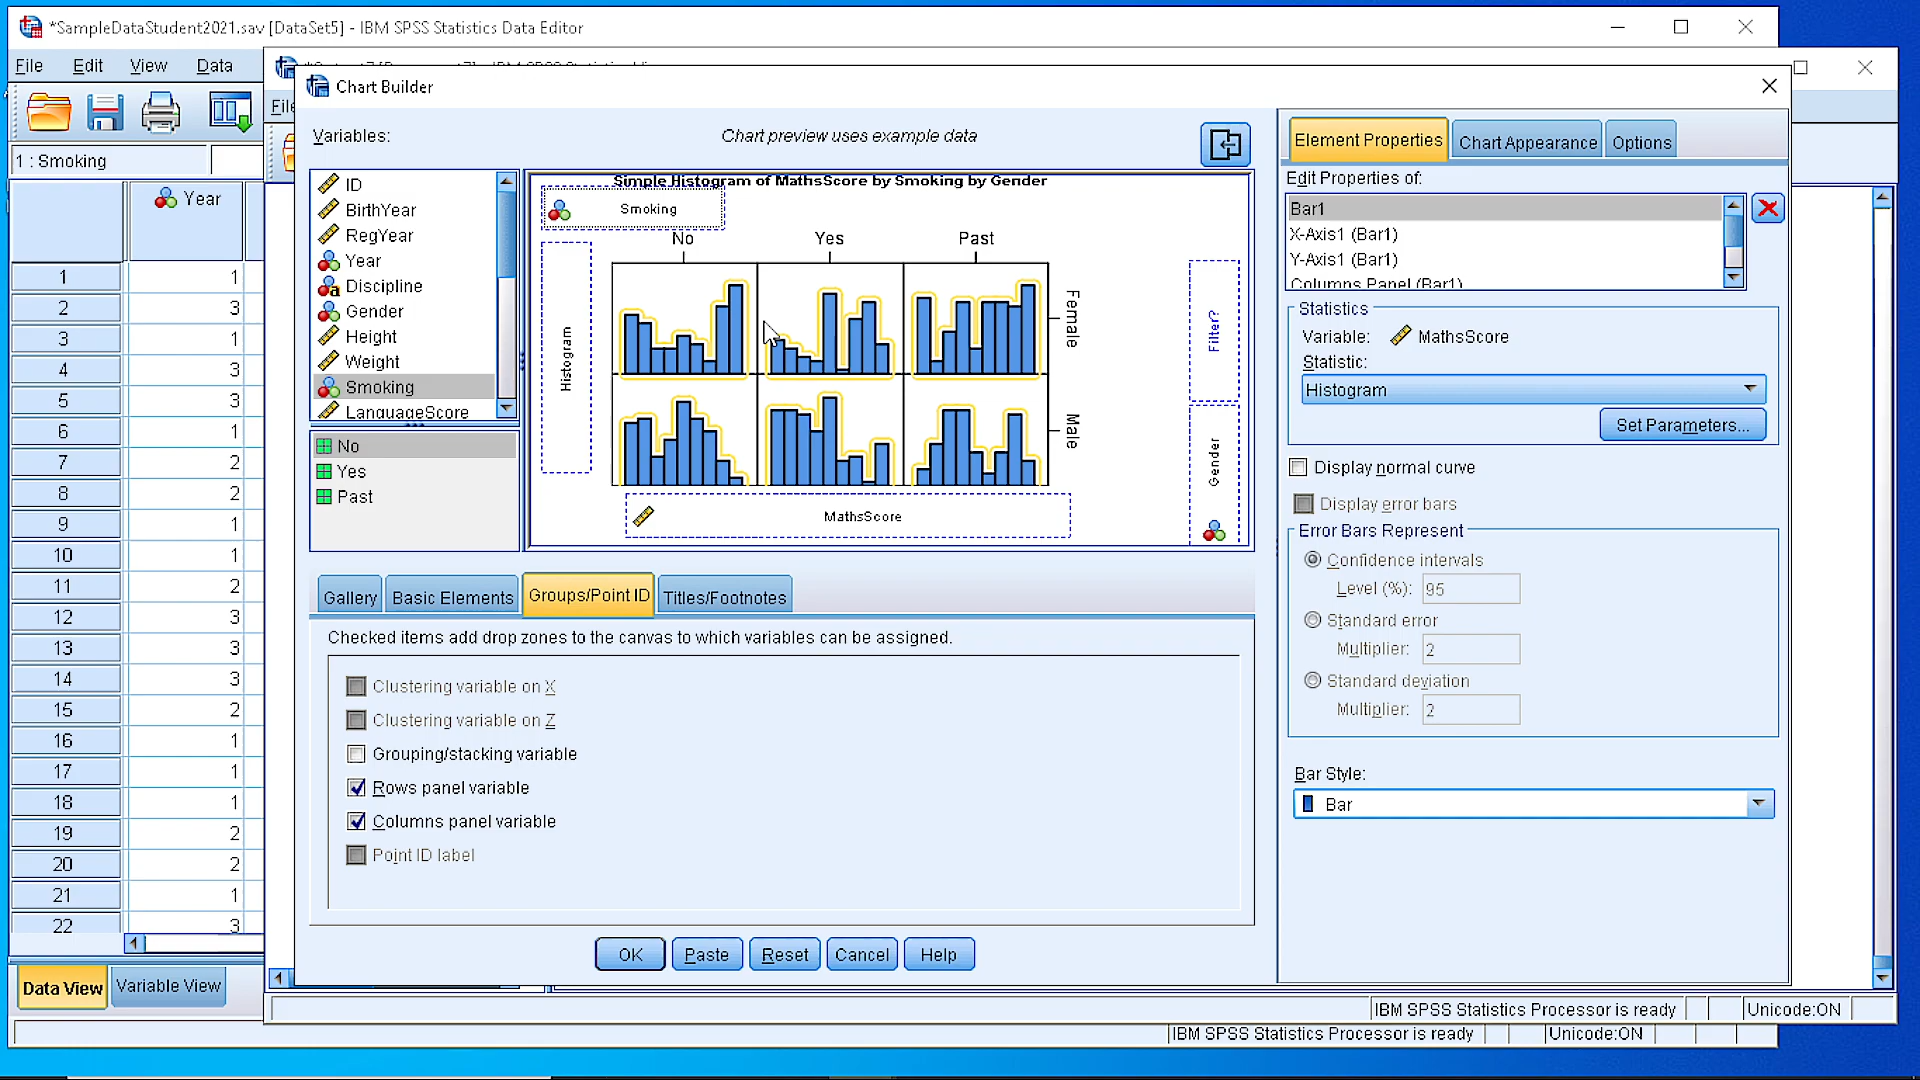 *SampleDataStudent2021.sav [DataSet5] - IBM SPSS Statistics Data Editor
File Edit View Data
Chart Builder
File
1 : Smoking
Year
1 1
2 3
3 1
4 3
5 3
6 1
7 2
8 2
9 1
10 1
11 2
12 3
13 3
14 3
15 2
16 1
17 1
18 1
19 2
20 2
21 1
22 3
Data View Variable View
Variables:
Chart preview uses example data
ID
BirthYear
RegYear
Year
Discipline
Gender
Height
Weight
Smoking
LanguageScore
No
Yes
Past
Simple Histogram of MathsScore by Smoking by Gender
Smoking
No Yes Past
Histogram
Female
Male
Filter?
Gender
MathsScore
Gallery Basic Elements Groups/Point ID Titles/Footnotes
Checked items add drop zones to the canvas to which variables can be assigned.
Clustering variable on X
Clustering variable on Z
Grouping/stacking variable
Rows panel variable
Columns panel variable
Point ID label
OK Paste Reset Cancel Help
Element Properties Chart Appearance Options
Edit Properties of:
Bar1
X-Axis1 (Bar1)
Y-Axis1 (Bar1)
Columns Panel (Bar1)
Statistics
Variable: MathsScore
Statistic:
Histogram
Set Parameters...
Display normal curve
Display error bars
Error Bars Represent
Confidence intervals
Level (%): 95
Standard error
Multiplier: 2
Standard deviation
Multiplier: 2
Bar Style:
Bar
IBM SPSS Statistics Processor is ready Unicode:ON
IBM SPSS Statistics Processor is ready Unicode:ON